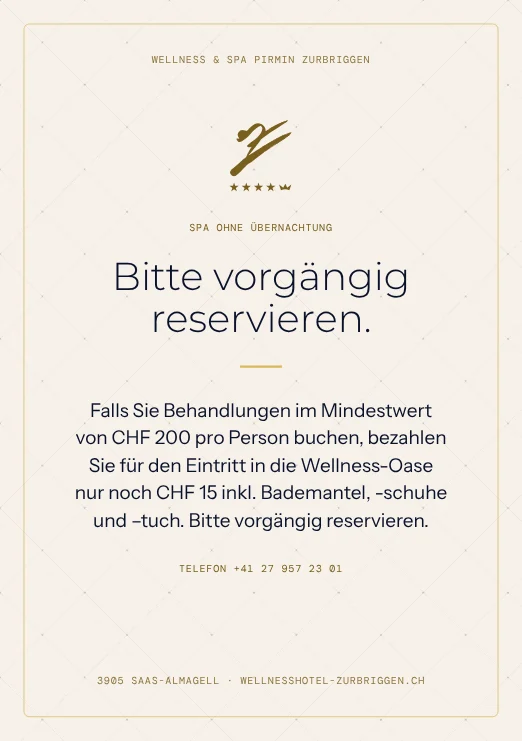 WELLNESS & SPA PIRMIN ZURBRIGGEN
SPA OHNE ÜBERNACHTUNG
Bitte vorgängig
reservieren.
Falls Sie Behandlungen im Mindestwert
von CHF 200 pro Person buchen, bezahlen
Sie für den Eintritt in die Wellness-Oase
nur noch CHF 15 inkl. Bademantel, -schuhe
und –tuch. Bitte vorgängig reservieren.
TELEFON +41 27 957 23 01
3905 SAAS-ALMAGELL · WELLNESSHOTEL-ZURBRIGGEN.CH